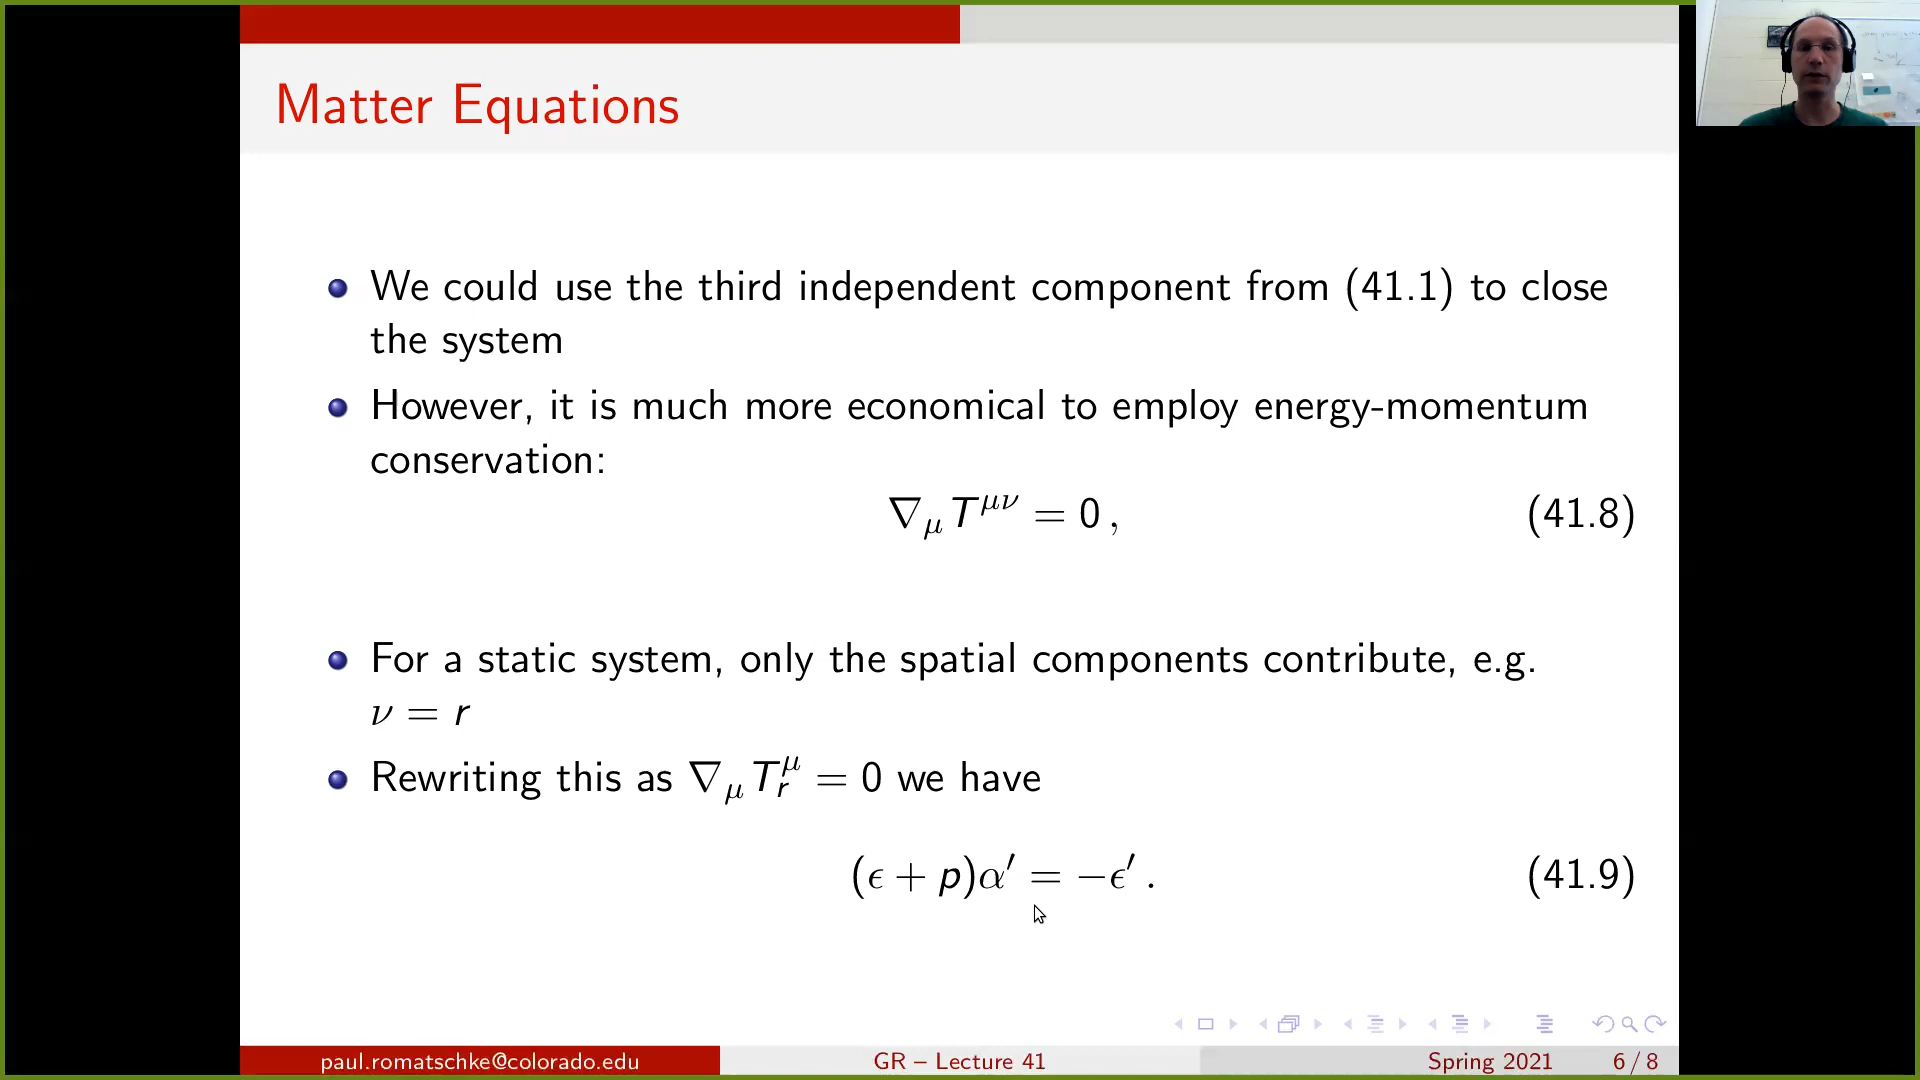 Matter Equations
We could use the third independent component from (41.1) to close
the system
However, it is much more economical to employ energy-momentum
conservation:
∇_μ T^{μν} = 0 , (41.8)
For a static system, only the spatial components contribute, e.g.
ν = r
Rewriting this as ∇_μ T^μ_r = 0 we have
(ϵ + p)α′ = −ϵ′ . (41.9)
paul.romatschke@colorado.edu GR – Lecture 41 Spring 2021 6 / 8